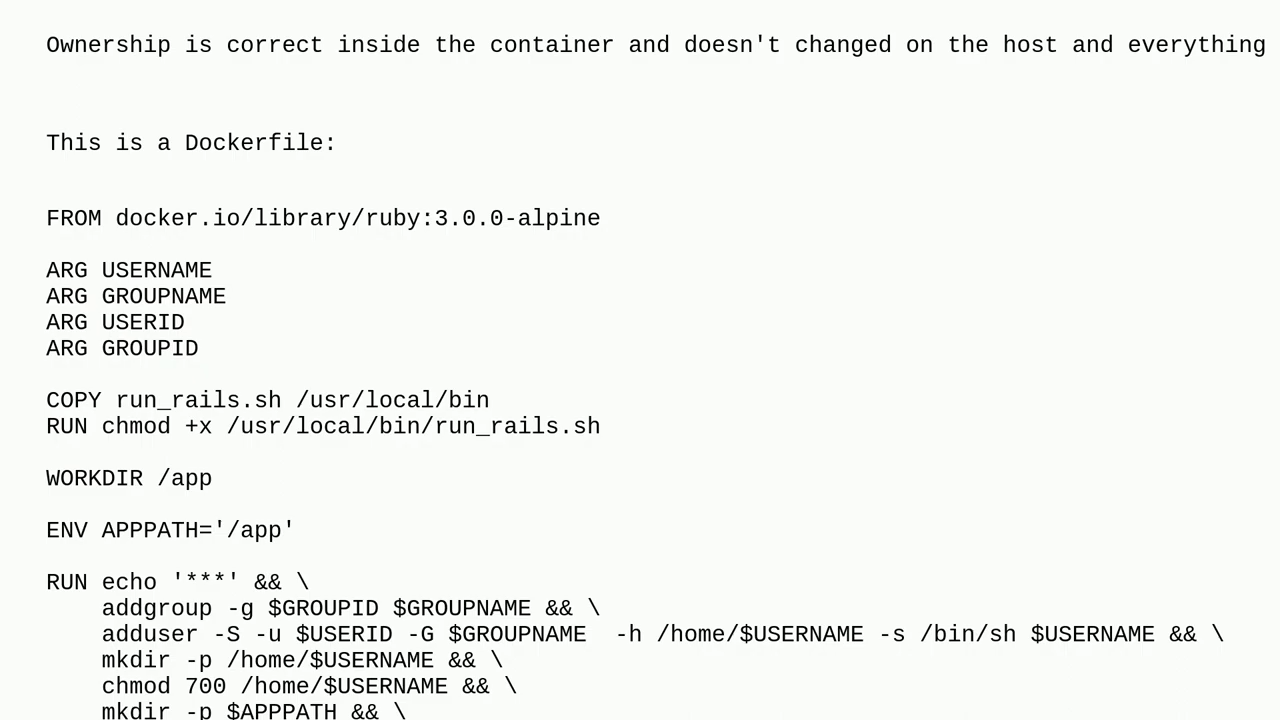 Ownership is correct inside the container and doesn't changed on the host and everything
This is a Dockerfile:
FROM docker.io/library/ruby:3.0.0-alpine
ARG USERNAME
ARG GROUPNAME
ARG USERID
ARG GROUPID
COPY run_rails.sh /usr/local/bin
RUN chmod +x /usr/local/bin/run_rails.sh
WORKDIR /app
ENV APPPATH='/app'
RUN echo '***' && \
    addgroup -g $GROUPID $GROUPNAME && \
    adduser -S -u $USERID -G $GROUPNAME  -h /home/$USERNAME -s /bin/sh $USERNAME && \
    mkdir -p /home/$USERNAME && \
    chmod 700 /home/$USERNAME && \
    mkdir -p $APPPATH && \